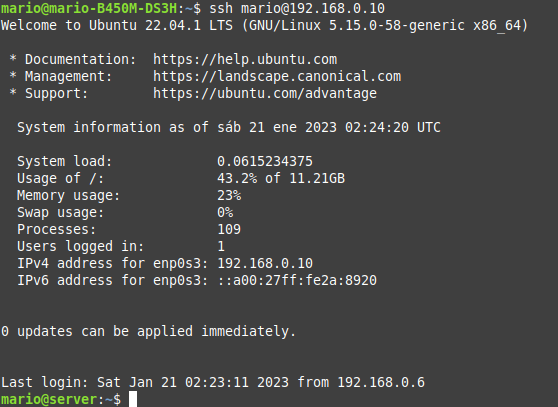 mario@mario-B450M-DS3H:~$ ssh mario@192.168.0.10
Welcome to Ubuntu 22.04.1 LTS (GNU/Linux 5.15.0-58-generic x86_64)
* Documentation:  https://help.ubuntu.com
* Management:     https://landscape.canonical.com
* Support:        https://ubuntu.com/advantage
System information as of sáb 21 ene 2023 02:24:20 UTC
System load:             0.0615234375
Usage of /:              43.2% of 11.21GB
Memory usage:            23%
Swap usage:              0%
Processes:               109
Users logged in:         1
IPv4 address for enp0s3: 192.168.0.10
IPv6 address for enp0s3: ::a00:27ff:fe2a:8920
0 updates can be applied immediately.
Last login: Sat Jan 21 02:23:11 2023 from 192.168.0.6
mario@server:~$